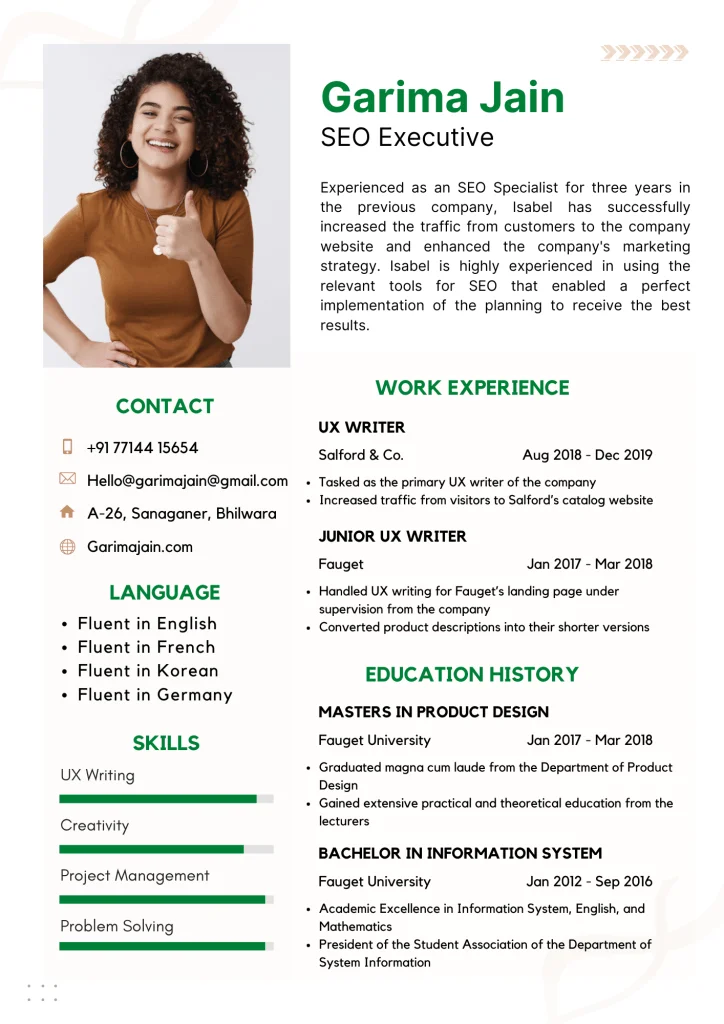 Garima Jain
SEO Executive
Experienced as an SEO Specialist for three years in
the previous company, Isabel has successfully
increased the traffic from customers to the company
website and enhanced the company's marketing
strategy. Isabel is highly experienced in using the
relevant tools for SEO that enabled a perfect
implementation of the planning to receive the best
results.
CONTACT
+91 77144 15654
Hello@garimajain@gmail.com
A-26, Sanaganer, Bhilwara
Garimajain.com
LANGUAGE
• Fluent in English
• Fluent in French
• Fluent in Korean
• Fluent in Germany
SKILLS
UX Writing
Creativity
Project Management
Problem Solving
WORK EXPERIENCE
UX WRITER
Salford & Co. Aug 2018 - Dec 2019
• Tasked as the primary UX writer of the company
• Increased traffic from visitors to Salford’s catalog website
JUNIOR UX WRITER
Fauget Jan 2017 - Mar 2018
• Handled UX writing for Fauget’s landing page under
supervision from the company
• Converted product descriptions into their shorter versions
EDUCATION HISTORY
MASTERS IN PRODUCT DESIGN
Fauget University Jan 2017 - Mar 2018
• Graduated magna cum laude from the Department of Product
Design
• Gained extensive practical and theoretical education from the
lecturers
BACHELOR IN INFORMATION SYSTEM
Fauget University Jan 2012 - Sep 2016
• Academic Excellence in Information System, English, and
Mathematics
• President of the Student Association of the Department of
System Information